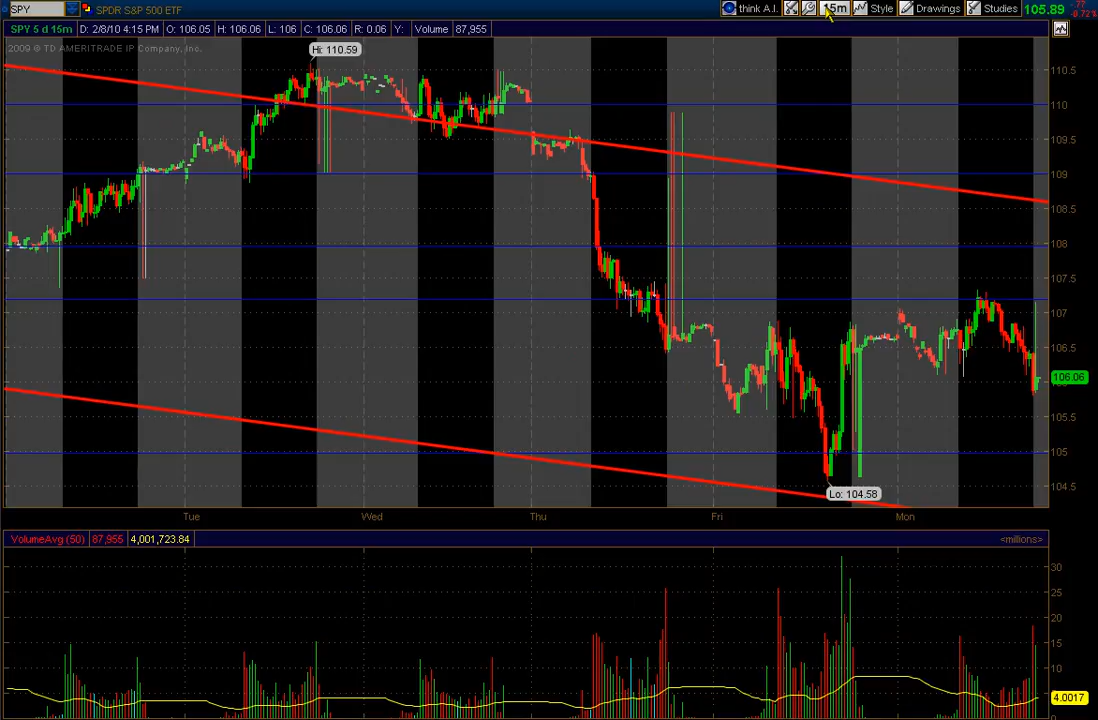 SPY SPDR S&P 500 ETF think A.I. 15m Style Drawings Studies 105.89 -.77 -0.72%
SPY 5 d 15m D: 2/8/10 4:15 PM O: 106.05 H: 106.06 L: 106 C: 106.06 R: 0.06 Y: Volume 87,955
2009 © TD AMERITRADE IP Company, Inc.
Hi: 110.59
110.5
110
109.5
109
108.5
108
107.5
107
106.5
106.06
105.5
105
104.5
Lo: 104.58
Tue Wed Thu Fri Mon
VolumeAvg (50) 87,955 4,001,723.84 <millions>
30
25
20
15
10
4.0017
0